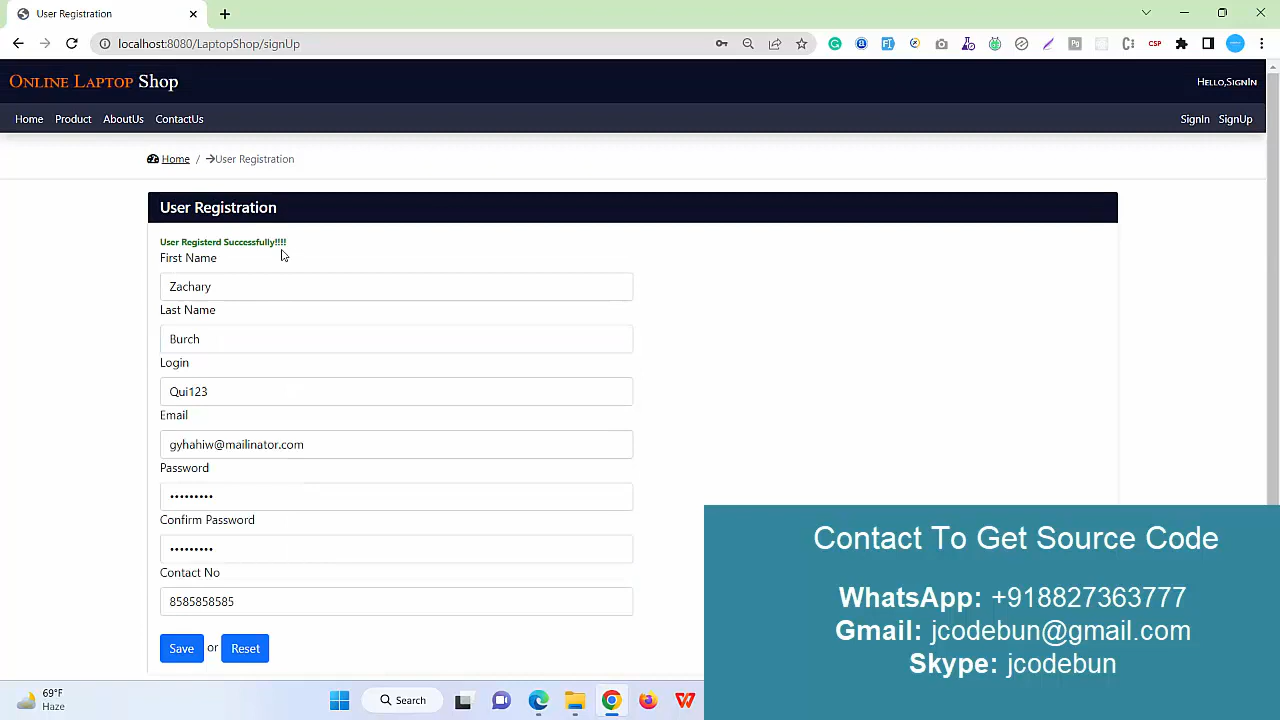 User Registration
localhost:8080/LaptopShop/signUp
Pg
CSP
Online Laptop Shop
Hello,SignIn
Home Product AboutUs ContactUs
SignIn SignUp
Home / →User Registration
User Registration
User Registerd Successfully!!!!
First Name
Zachary
Last Name
Burch
Login
Qui123
Email
gyhahiw@mailinator.com
Password
•••••••••
Confirm Password
•••••••••
Contact No
8585858585
Save or Reset
Contact To Get Source Code
WhatsApp: +918827363777
Gmail: jcodebun@gmail.com
Skype: jcodebun
69°F
Haze
Search